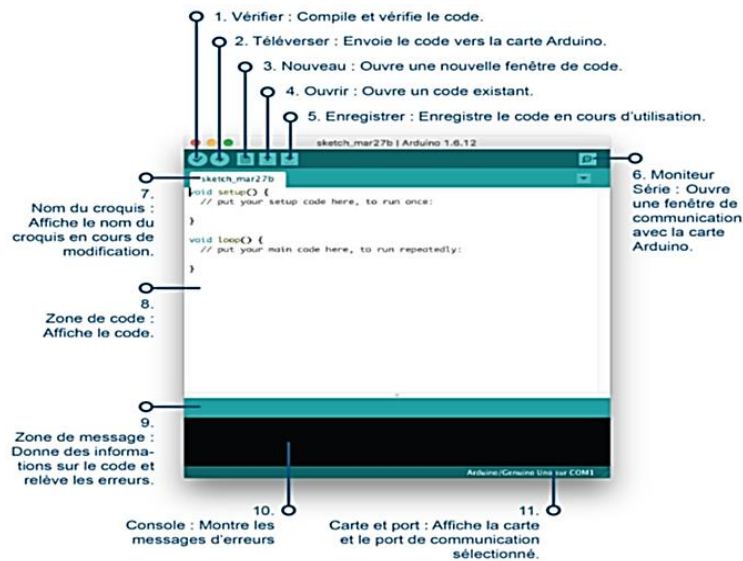 1. Vérifier : Compile et vérifie le code.
2. Téléverser : Envoie le code vers la carte Arduino.
3. Nouveau : Ouvre une nouvelle fenêtre de code.
4. Ouvrir : Ouvre un code existant.
5. Enregistrer : Enregistre le code en cours d'utilisation.
sketch_mar27b | Arduino 1.6.12
6. Moniteur
Série : Ouvre
une fenêtre de
communication
avec la carte
Arduino.
sketch_mar27b
7.
Nom du croquis :
Affiche le nom du
croquis en cours de
modification.
void setup() {
// put your setup code here, to run once:
}
void loop() {
// put your main code here, to run repeatedly:
}
8.
Zone de code :
Affiche le code.
9.
Zone de message :
Donne des informa-
tions sur le code et
relève les erreurs.
Arduino/Genuino Uno sur COM1
10.
Console : Montre les
messages d'erreurs
11.
Carte et port : Affiche la carte
et le port de communication
sélectionné.